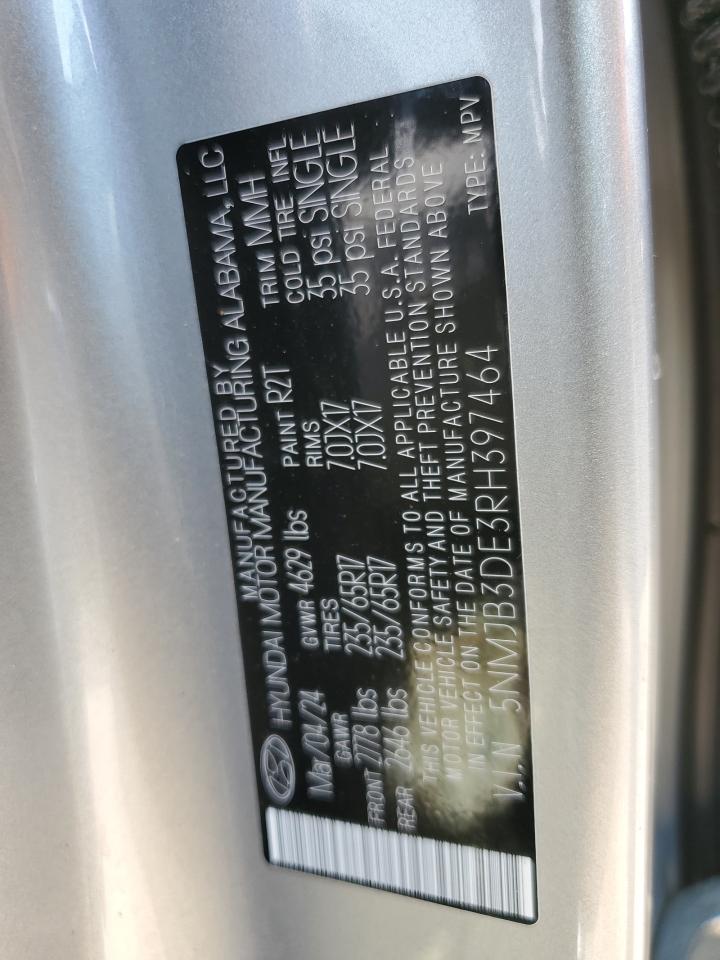 MANUFACTURED BY
HYUNDAI MOTOR MANUFACTURING ALABAMA, LLC
Mar/04/24 GVWR 4629 lbs PAINT R2T TRIM MMH
GAWR TIRES RIMS COLD TIRE INFL
FRONT 2778 lbs 235/65R17 7.0JX17 35 psi SINGLE
REAR 2646 lbs 235/65R17 7.0JX17 35 psi SINGLE
THIS VEHICLE CONFORMS TO ALL APPLICABLE U.S.A. FEDERAL
MOTOR VEHICLE SAFETY AND THEFT PREVENTION STANDARDS
IN EFFECT ON THE DATE OF MANUFACTURE SHOWN ABOVE
V.I.N 5NMJB3DE3RH397464 TYPE: MPV